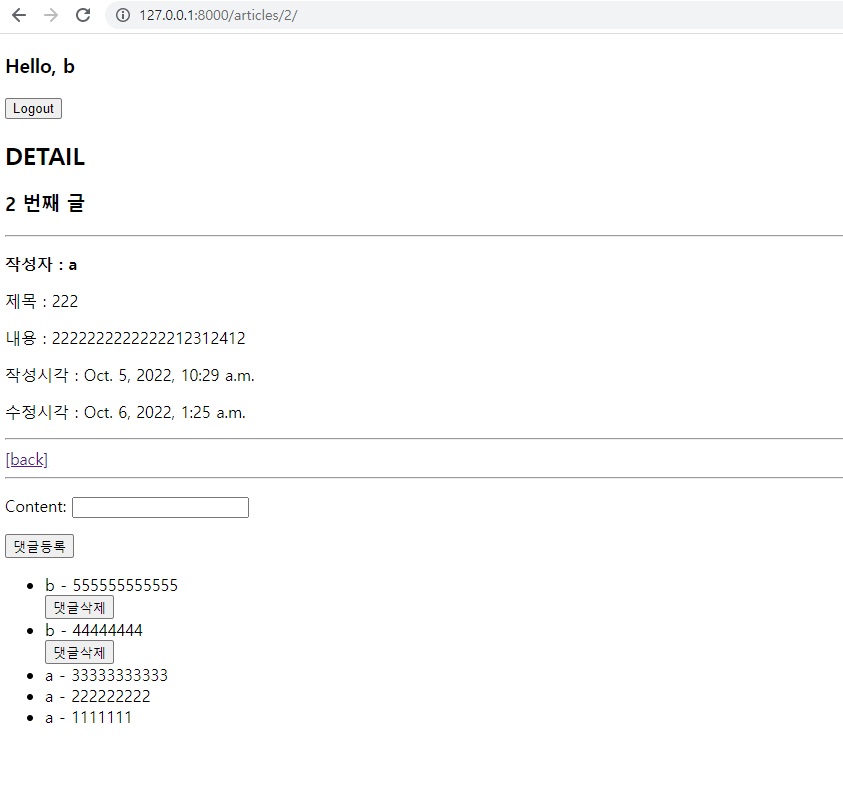 127.0.0.1:8000/articles/2/
Hello, b
Logout
DETAIL
2 번째 글
작성자 : a
제목 : 222
내용 : 2222222222222212312412
작성시각 : Oct. 5, 2022, 10:29 a.m.
수정시각 : Oct. 6, 2022, 1:25 a.m.
[back]
Content:
댓글등록
b - 555555555555
댓글삭제
b - 44444444
댓글삭제
a - 33333333333
a - 222222222
a - 1111111